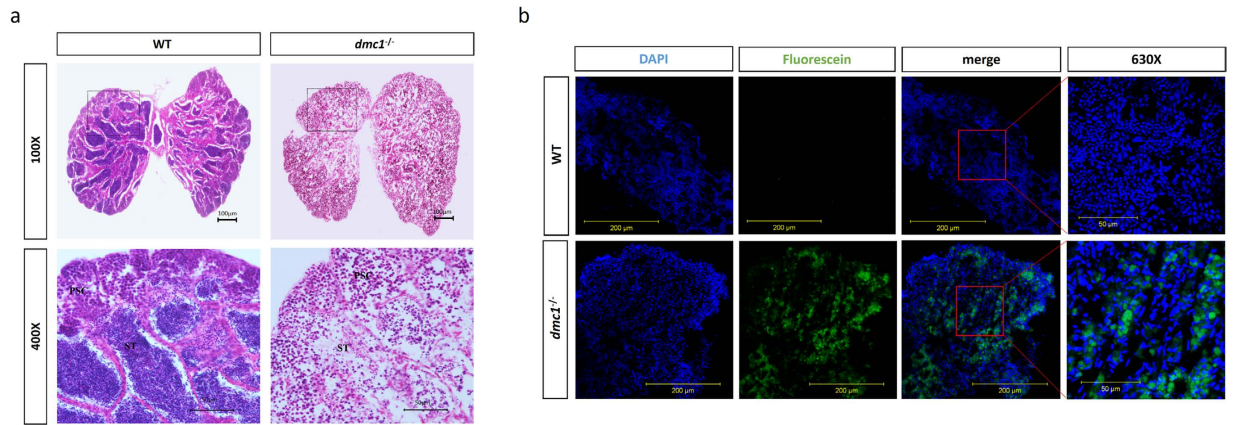 a
WT
dmc1-/-
100X
100μm
100μm
400X
PSC
ST
PSC
ST
b
DAPI
Fluorescein
merge
630X
WT
200 μm
200 μm
200 μm
50 μm
dmc1-/-
200 μm
200 μm
200 μm
50 μm